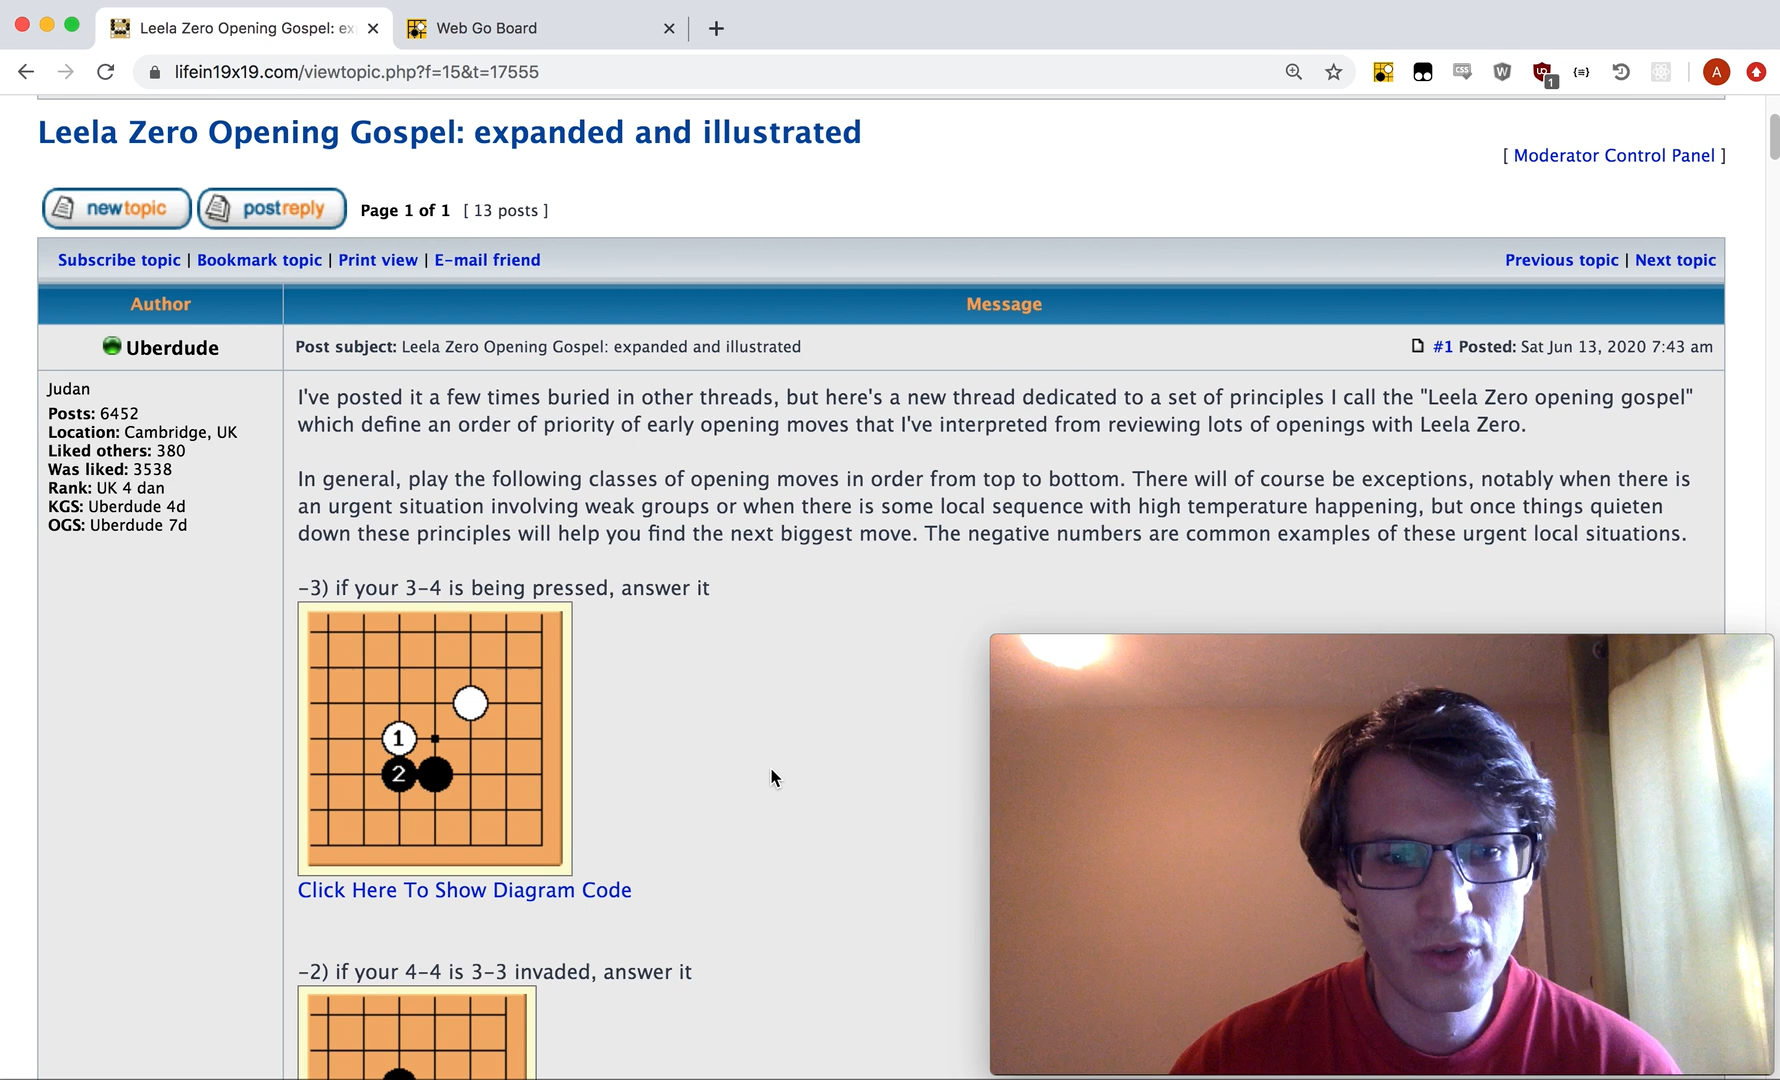 Leela Zero Opening Gospel: ex
Web Go Board
lifein19x19.com/viewtopic.php?f=15&t=17555
CSS
W
1
{≡}
A
Leela Zero Opening Gospel: expanded and illustrated
[ Moderator Control Panel ]
newtopic
postreply
Page 1 of 1 [ 13 posts ]
Subscribe topic | Bookmark topic | Print view | E-mail friend
Previous topic | Next topic
Author
Message
Uberdude
Post subject: Leela Zero Opening Gospel: expanded and illustrated
#1 Posted: Sat Jun 13, 2020 7:43 am
Judan
Posts: 6452
Location: Cambridge, UK
Liked others: 380
Was liked: 3538
Rank: UK 4 dan
KGS: Uberdude 4d
OGS: Uberdude 7d
I've posted it a few times buried in other threads, but here's a new thread dedicated to a set of principles I call the "Leela Zero opening gospel"
which define an order of priority of early opening moves that I've interpreted from reviewing lots of openings with Leela Zero.
In general, play the following classes of opening moves in order from top to bottom. There will of course be exceptions, notably when there is
an urgent situation involving weak groups or when there is some local sequence with high temperature happening, but once things quieten
down these principles will help you find the next biggest move. The negative numbers are common examples of these urgent local situations.
-3) if your 3-4 is being pressed, answer it
1
2
Click Here To Show Diagram Code
-2) if your 4-4 is 3-3 invaded, answer it